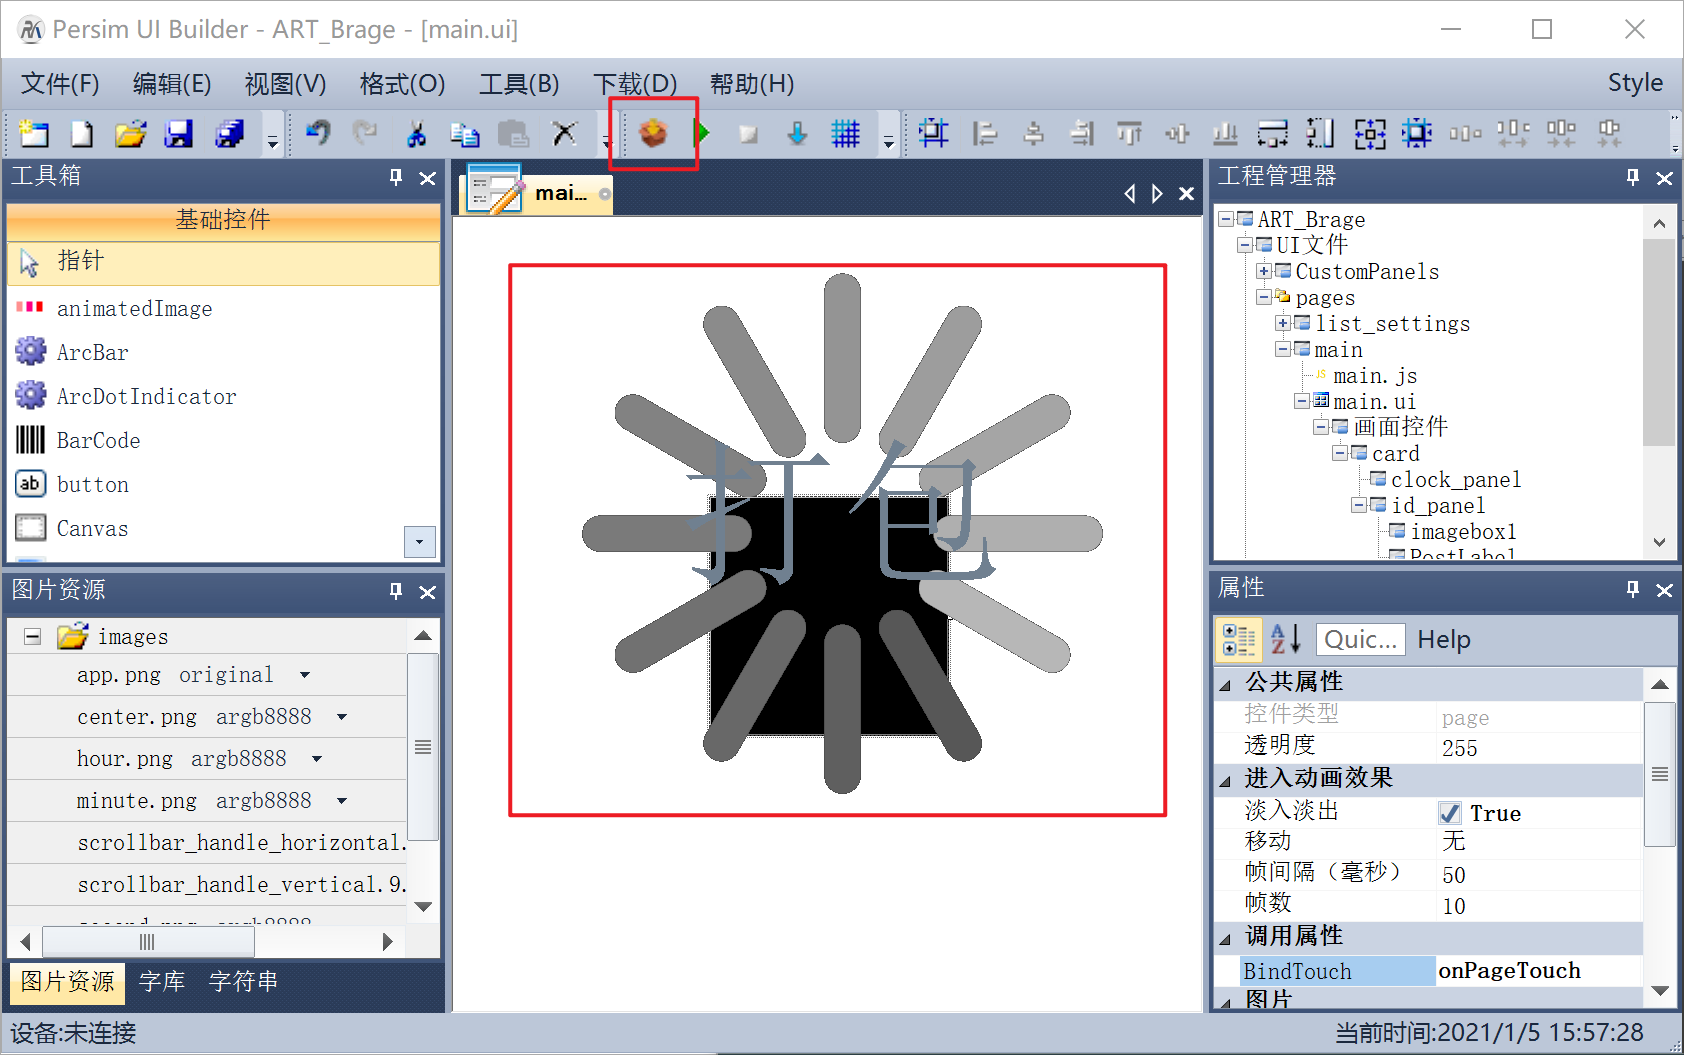 Persim UI Builder - ART_Brage - [main.ui]
文件(F) 编辑(E) 视图(V) 格式(O) 工具(B) 下载(D) 帮助(H) Style
工具箱
基础控件
指针
animatedImage
ArcBar
ArcDotIndicator
BarCode
button
Canvas
图片资源
images
app.png original
center.png argb8888
hour.png argb8888
minute.png argb8888
scrollbar_handle_horizontal.
scrollbar_handle_vertical.9.
图片资源 字库 字符串
mai...
打包
工程管理器
ART_Brage
UI文件
CustomPanels
pages
list_settings
main
JS main.js
main.ui
画面控件
card
clock_panel
id_panel
imagebox1
PostLabel
属性
Quic... Help
公共属性
控件类型 page
透明度 255
进入动画效果
淡入淡出 True
移动 无
帧间隔（毫秒） 50
帧数 10
调用属性
BindTouch onPageTouch
图片
设备:未连接
当前时间:2021/1/5 15:57:28